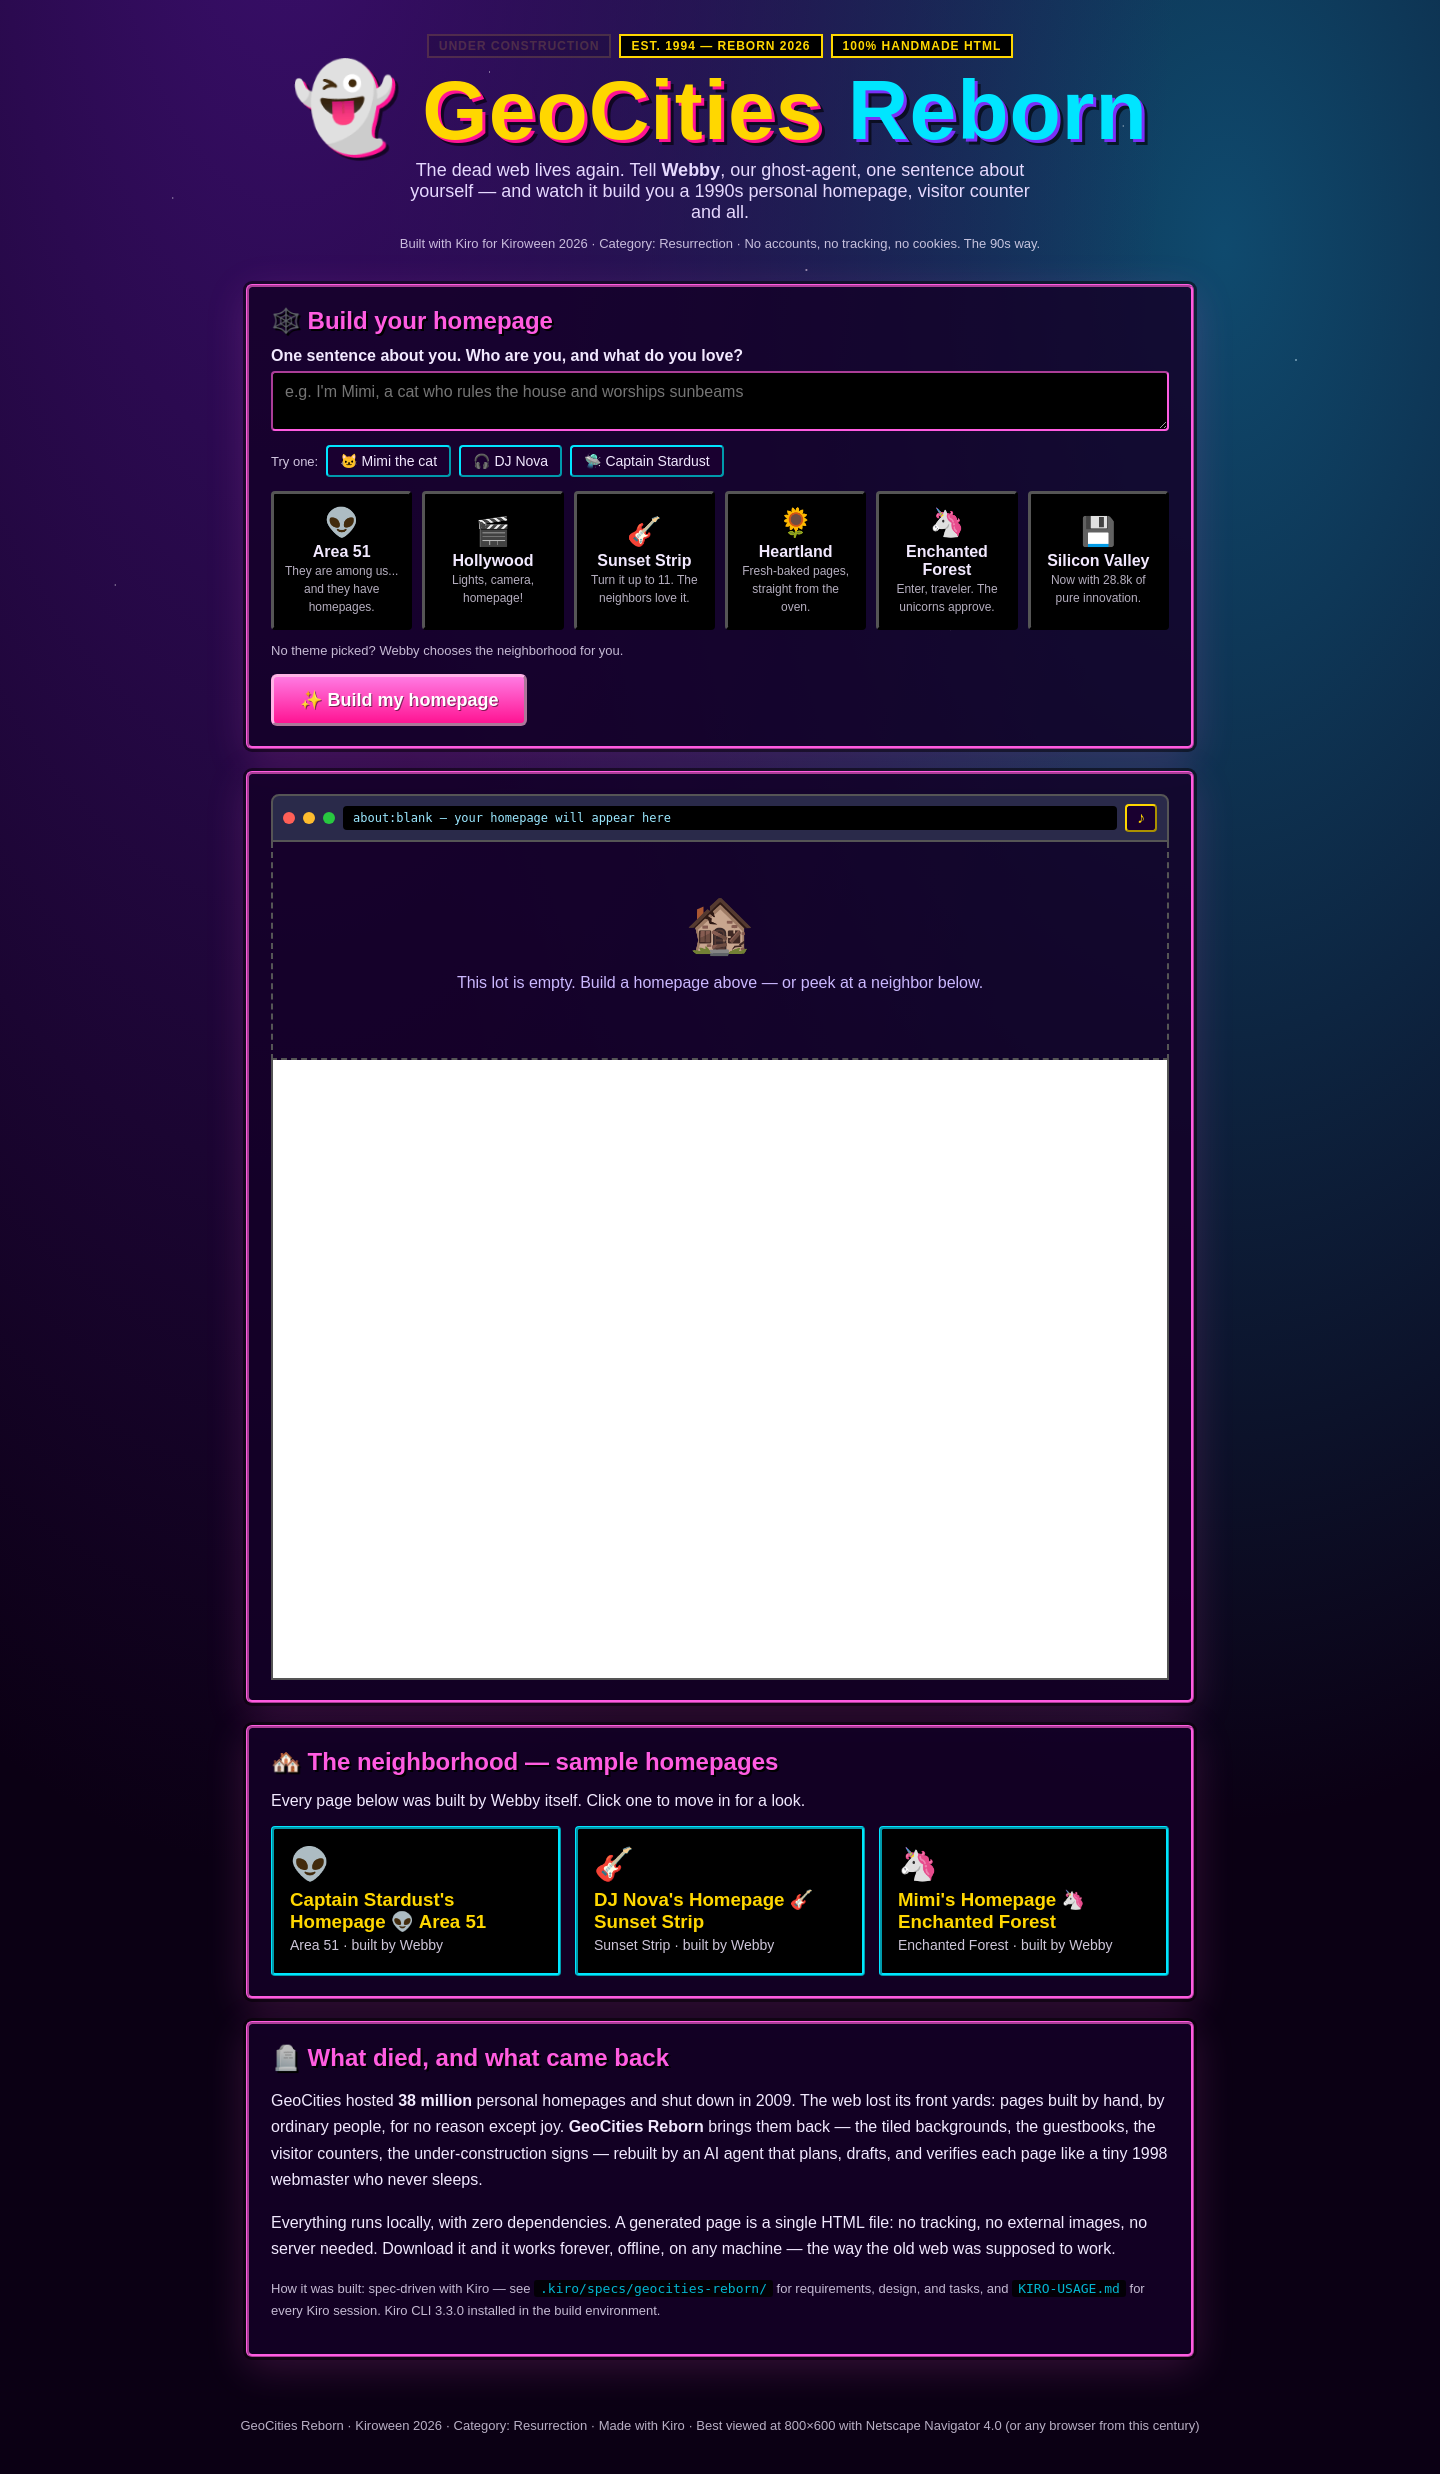 UNDER CONSTRUCTION
EST. 1994 — REBORN 2026
100% HANDMADE HTML
GeoCities Reborn
The dead web lives again. Tell Webby, our ghost-agent, one sentence about
yourself — and watch it build you a 1990s personal homepage, visitor counter
and all.
Built with Kiro for Kiroween 2026 · Category: Resurrection · No accounts, no tracking, no cookies. The 90s way.
Build your homepage
One sentence about you. Who are you, and what do you love?
e.g. I'm Mimi, a cat who rules the house and worships sunbeams
Try one:
Mimi the cat
DJ Nova
Captain Stardust
Area 51
They are among us...
and they have
homepages.
Hollywood
Lights, camera,
homepage!
Sunset Strip
Turn it up to 11. The
neighbors love it.
Heartland
Fresh-baked pages,
straight from the
oven.
Enchanted
Forest
Enter, traveler. The
unicorns approve.
Silicon Valley
Now with 28.8k of
pure innovation.
No theme picked? Webby chooses the neighborhood for you.
✨ Build my homepage
about:blank — your homepage will appear here
♪
This lot is empty. Build a homepage above — or peek at a neighbor below.
The neighborhood — sample homepages
Every page below was built by Webby itself. Click one to move in for a look.
Captain Stardust's
Homepage 👽 Area 51
Area 51 · built by Webby
DJ Nova's Homepage 🎸
Sunset Strip
Sunset Strip · built by Webby
Mimi's Homepage 🦄
Enchanted Forest
Enchanted Forest · built by Webby
What died, and what came back
GeoCities hosted 38 million personal homepages and shut down in 2009. The web lost its front yards: pages built by hand, by
ordinary people, for no reason except joy. GeoCities Reborn brings them back — the tiled backgrounds, the guestbooks, the
visitor counters, the under-construction signs — rebuilt by an AI agent that plans, drafts, and verifies each page like a tiny 1998
webmaster who never sleeps.
Everything runs locally, with zero dependencies. A generated page is a single HTML file: no tracking, no external images, no
server needed. Download it and it works forever, offline, on any machine — the way the old web was supposed to work.
How it was built: spec-driven with Kiro — see .kiro/specs/geocities-reborn/ for requirements, design, and tasks, and KIRO-USAGE.md for
every Kiro session. Kiro CLI 3.3.0 installed in the build environment.
GeoCities Reborn · Kiroween 2026 · Category: Resurrection · Made with Kiro · Best viewed at 800×600 with Netscape Navigator 4.0 (or any browser from this century)